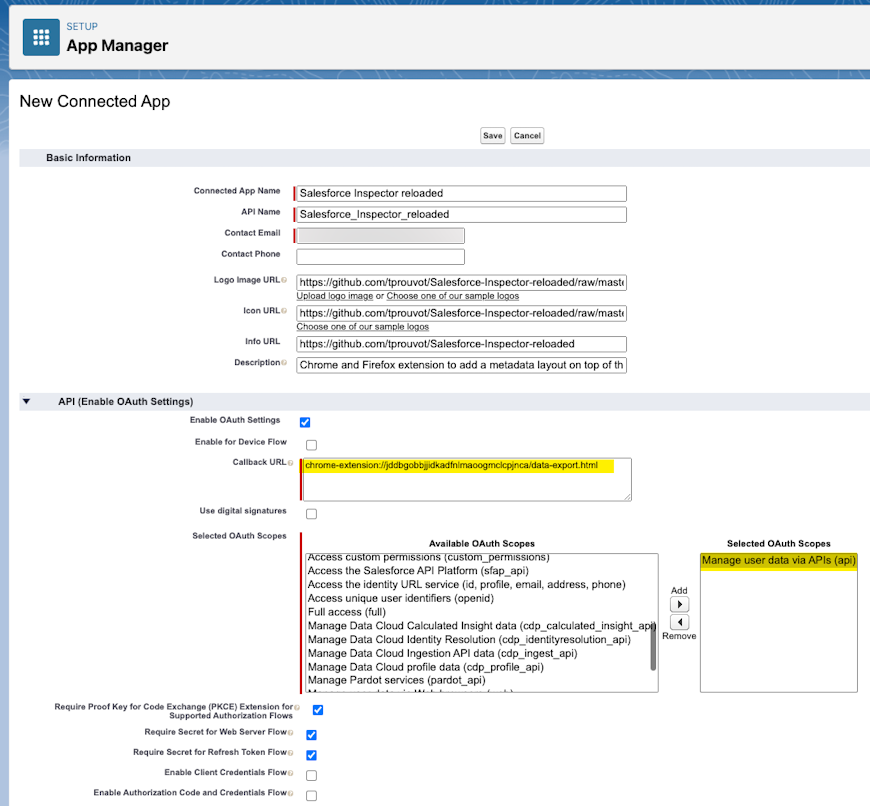 SETUP
App Manager
New Connected App
Save Cancel
Basic Information
Connected App Name Salesforce Inspector reloaded
API Name Salesforce_Inspector_reloaded
Contact Email
Contact Phone
Logo Image URL https://github.com/tprouvot/Salesforce-Inspector-reloaded/raw/maste
Upload logo image or Choose one of our sample logos
Icon URL https://github.com/tprouvot/Salesforce-Inspector-reloaded/raw/maste
Choose one of our sample logos
Info URL https://github.com/tprouvot/Salesforce-Inspector-reloaded
Description Chrome and Firefox extension to add a metadata layout on top of th
API (Enable OAuth Settings)
Enable OAuth Settings
Enable for Device Flow
Callback URL chrome-extension://jddbgobbjjidkadfnlmaoogmclcpjnca/data-export.html
Use digital signatures
Selected OAuth Scopes
Available OAuth Scopes
Access custom permissions (custom_permissions)
Access the Salesforce API Platform (sfap_api)
Access the identity URL service (id, profile, email, address, phone)
Access unique user identifiers (openid)
Full access (full)
Manage Data Cloud Calculated Insight data (cdp_calculated_insight_api)
Manage Data Cloud Identity Resolution (cdp_identityresolution_api)
Manage Data Cloud Ingestion API data (cdp_ingest_api)
Manage Data Cloud profile data (cdp_profile_api)
Manage Pardot services (pardot_api)
Add
Remove
Selected OAuth Scopes
Manage user data via APIs (api)
Require Proof Key for Code Exchange (PKCE) Extension for
Supported Authorization Flows
Require Secret for Web Server Flow
Require Secret for Refresh Token Flow
Enable Client Credentials Flow
Enable Authorization Code and Credentials Flow